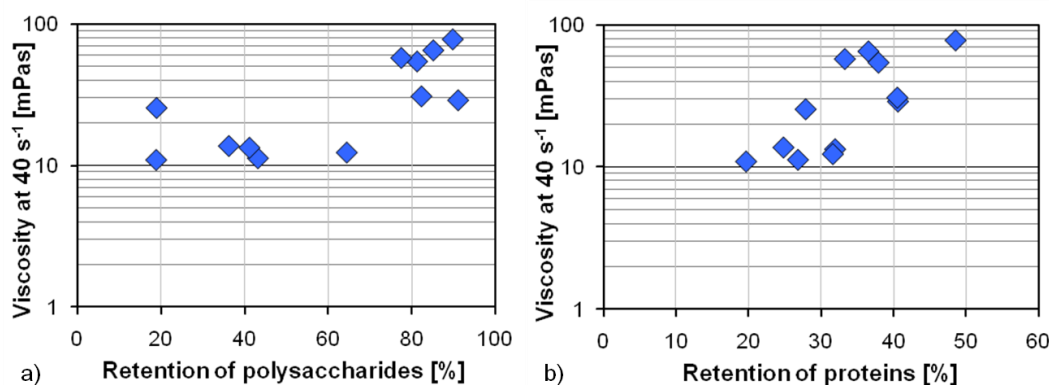 100
10
1
Viscosity at 40 s⁻¹ [mPas]
0 20 40 60 80 100
Retention of polysaccharides [%]
a)
100
10
1
Viscosity at 40 s⁻¹ [mPas]
0 10 20 30 40 50 60
Retention of proteins [%]
b)